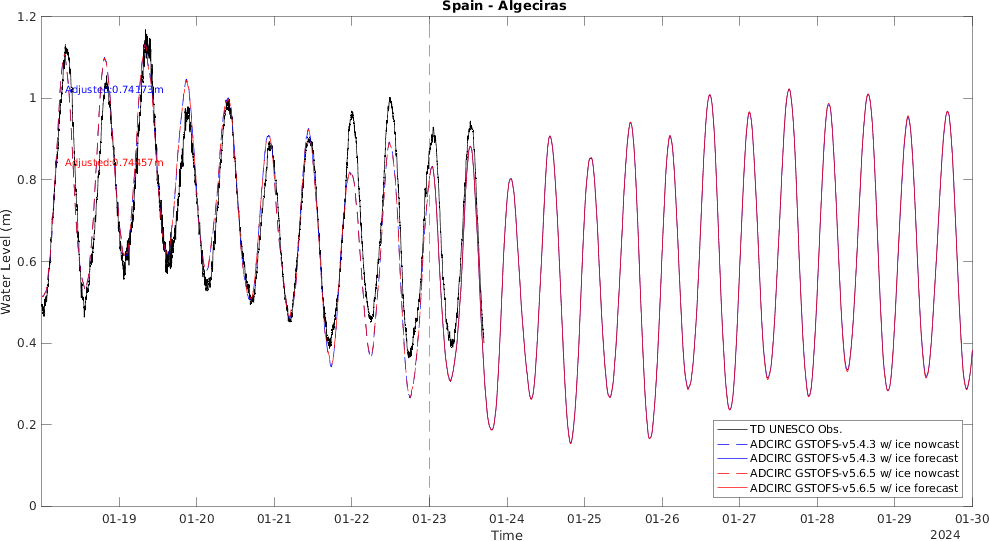 Spain - Algeciras
Water Level (m)
1.2
1
0.8
0.6
0.4
0.2
0
Adjusted:0.74173m
Adjusted:0.74457m
TD UNESCO Obs.
ADCIRC GSTOFS-v5.4.3 w/ ice nowcast
ADCIRC GSTOFS-v5.4.3 w/ ice forecast
ADCIRC GSTOFS-v5.6.5 w/ ice nowcast
ADCIRC GSTOFS-v5.6.5 w/ ice forecast
01-19 01-20 01-21 01-22 01-23 01-24 01-25 01-26 01-27 01-28 01-29 01-30
Time
2024